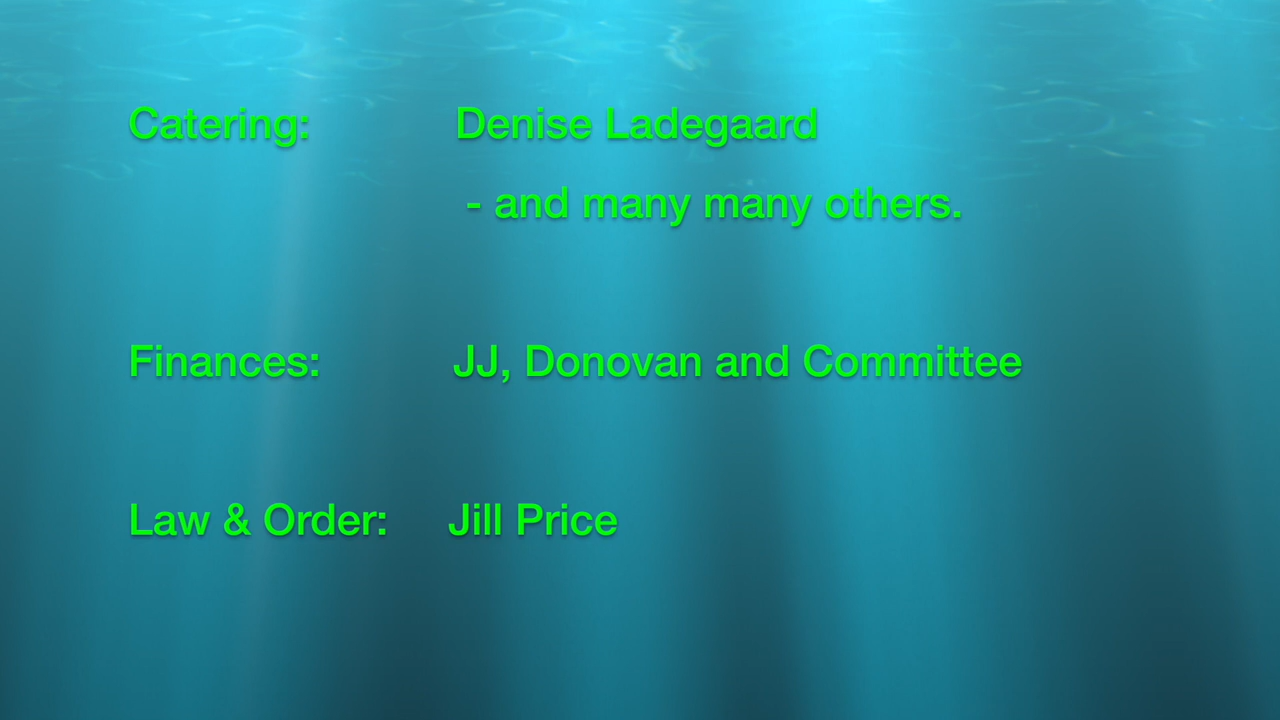 Catering: Denise Ladegaard
- and many many others.
Finances: JJ, Donovan and Committee
Law & Order: Jill Price